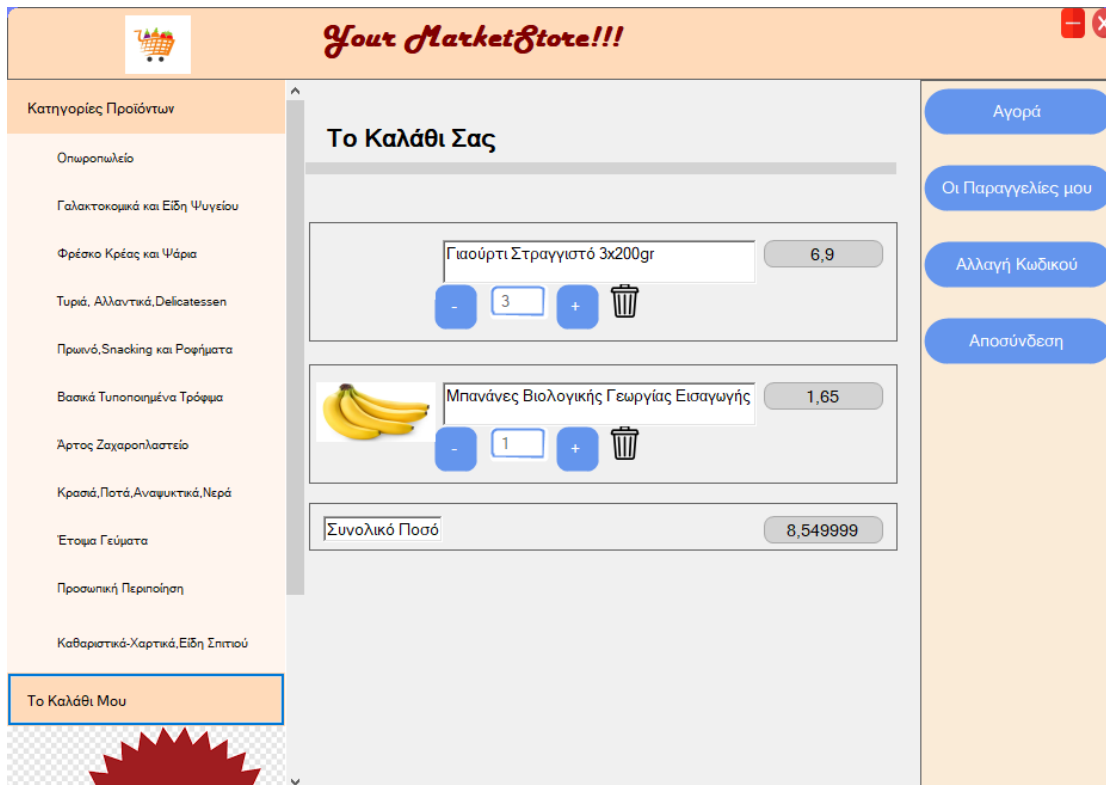 Your MarketStore!!!
Κατηγορίες Προϊόντων
Οπωροπωλείο
Γαλακτοκομικά και Είδη Ψυγείου
Φρέσκο Κρέας και Ψάρια
Τυριά, Αλλαντικά,Delicatessen
Πρωινό,Snacking και Ροφήματα
Βασικά Τυποποιημένα Τρόφιμα
Άρτος Ζαχαροπλαστείο
Κρασιά,Ποτά,Αναψυκτικά,Νερά
Έτοιμα Γεύματα
Προσωπική Περιποίηση
Καθαριστικά-Χαρτικά,Είδη Σπιτιού
Το Καλάθι Μου
Το Καλάθι Σας
Γιαούρτι Στραγγιστό 3x200gr
6,9
-
3
+
Μπανάνες Βιολογικής Γεωργίας Εισαγωγής
1,65
-
1
+
Συνολικό Ποσό
8,549999
Αγορά
Οι Παραγγελίες μου
Αλλαγή Κωδικού
Αποσύνδεση